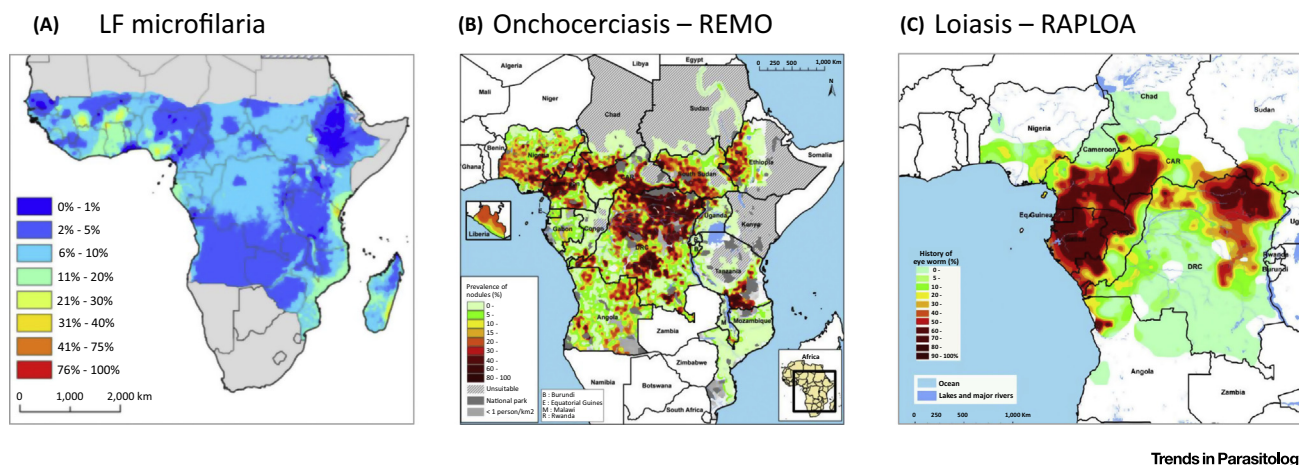 (A) LF microfilaria
0% - 1%
2% - 5%
6% - 10%
11% - 20%
21% - 30%
31% - 40%
41% - 75%
76% - 100%
0 1,000 2,000 km
(B) Onchocerciasis – REMO
0 250 500 1,000 Km
N
Algeria
Libya
Egypt
Mali
Niger
Chad
Sudan
Benin
Nigeria
Ghana
CAR
South Sudan
Ethiopia
Somalia
E
Liberia
Gabon
Congo
DRC
Uganda
Kenya
Tanzania
Angola
Zambia
M
Mozambique
Zimbabwe
Namibia
Botswana
South Africa
Prevalence of
nodules (%)
0 -
5 -
10 -
15 -
20 -
30 -
40 -
60 -
80 - 100
Unsuitable
National park
< 1 person/km2
B : Burundi
E : Equatorial Guines
M : Malawi
R : Rwanda
Africa
(C) Loiasis – RAPLOA
Chad
Sudan
Nigeria
Cameroon
CAR
Eq.Guinea
Gabon
DRC
Ug
Rwanda
Burundi
Angola
Zambia
History of
eye worm (%)
0 -
5 -
10 -
20 -
30 -
40 -
50 -
60 -
70 -
80 -
90 - 100%
Ocean
Lakes and major rivers
0 250 500 1,000 Km
Trends in Parasitolog